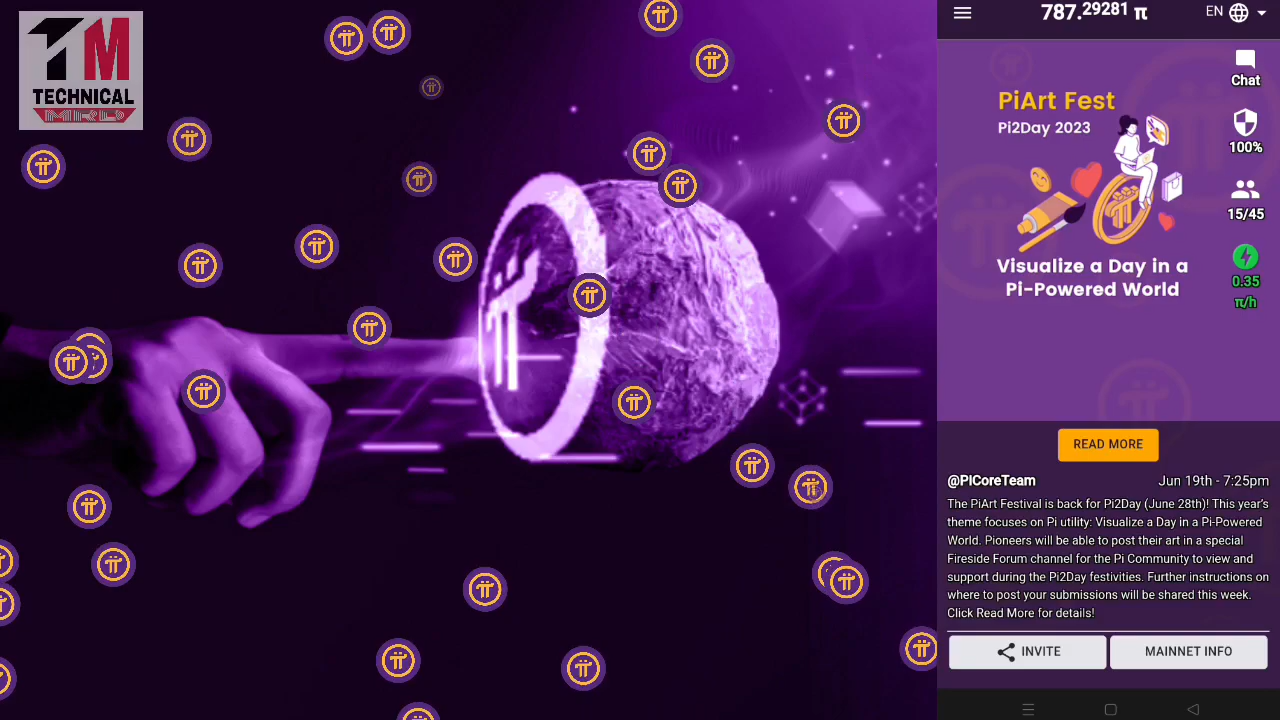 TM
TECHNICAL
MRD
787.29281 π
EN
PiArt Fest
Pi2Day 2023
Visualize a Day in a
Pi-Powered World
Chat
100%
15/45
0.35
π/h
READ MORE
@PiCoreTeam
Jun 19th - 7:25pm
The PiArt Festival is back for Pi2Day (June 28th)! This year's
theme focuses on Pi utility: Visualize a Day in a Pi-Powered
World. Pioneers will be able to post their art in a special
Fireside Forum channel for the Pi Community to view and
support during the Pi2Day festivities. Further instructions on
where to post your submissions will be shared this week.
Click Read More for details!
INVITE
MAINNET INFO